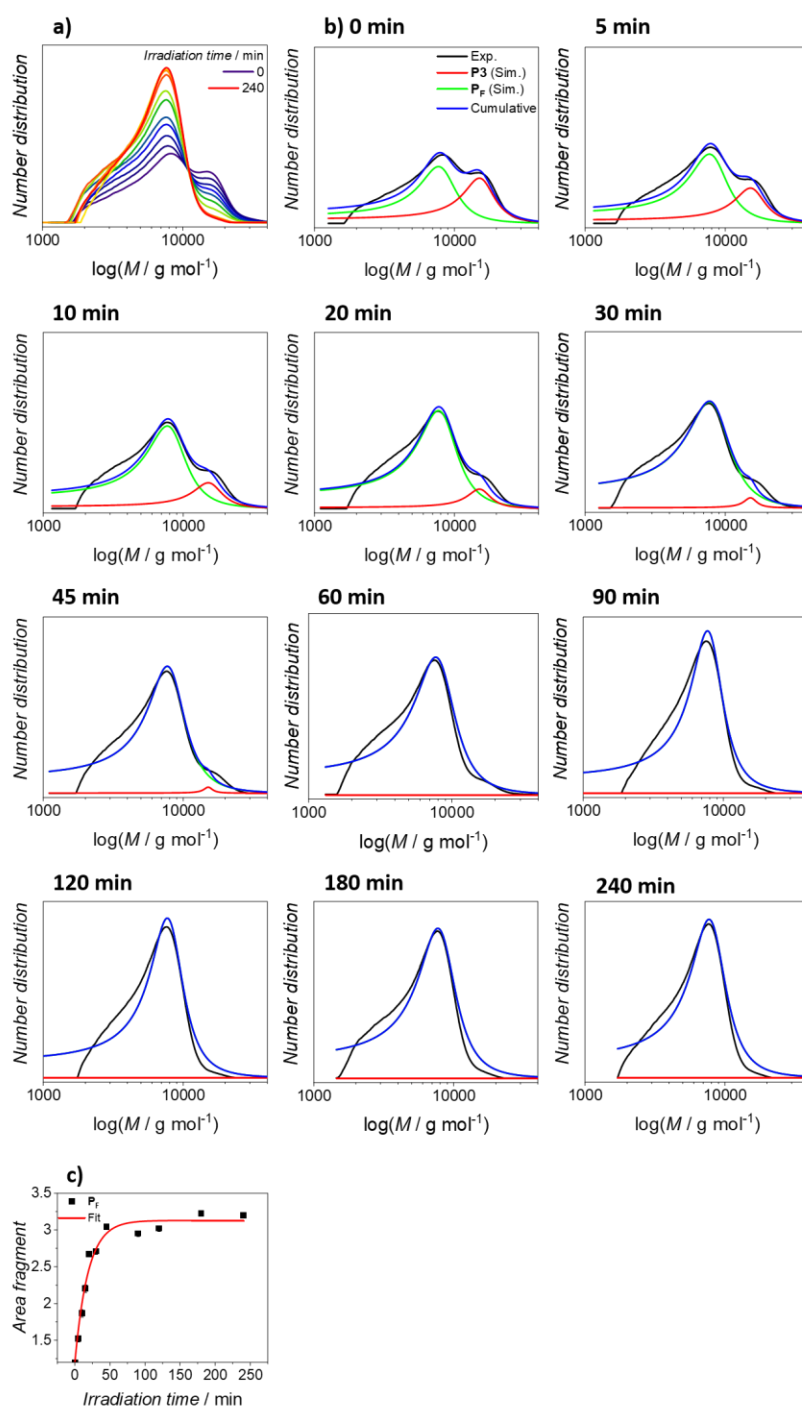 a)
Irradiation time / min
0
240
Number distribution
1000
10000
log(M / g mol⁻¹)
b) 0 min
Exp.
P3 (Sim.)
P_F (Sim.)
Cumulative
Number distribution
1000
10000
log(M / g mol⁻¹)
5 min
Number distribution
1000
10000
log(M / g mol⁻¹)
10 min
Number distribution
1000
10000
log(M / g mol⁻¹)
20 min
Number distribution
1000
10000
log(M / g mol⁻¹)
30 min
Number distribution
1000
10000
log(M / g mol⁻¹)
45 min
Number distribution
1000
10000
log(M / g mol⁻¹)
60 min
Number distribution
1000
10000
log(M / g mol⁻¹)
90 min
Number distribution
1000
10000
log(M / g mol⁻¹)
120 min
Number distribution
1000
10000
log(M / g mol⁻¹)
180 min
Number distribution
1000
10000
log(M / g mol⁻¹)
240 min
Number distribution
1000
10000
log(M / g mol⁻¹)
c)
P_F
Fit
Area fragment
3.5
3
2.5
2
1.5
0 50 100 150 200 250
Irradiation time / min